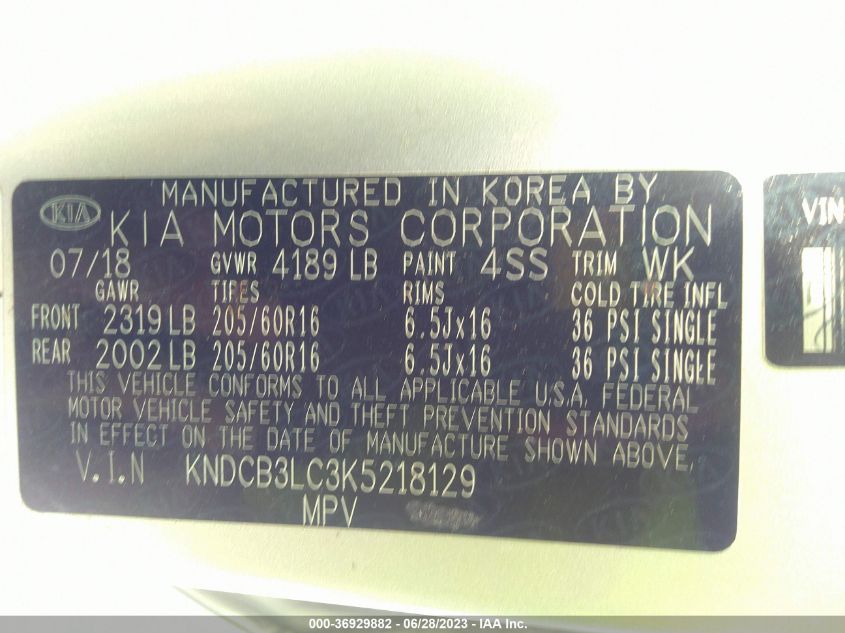 MANUFACTURED IN KOREA BY
KIA
KIA MOTORS CORPORATION
07/18 GVWR 4189 LB PAINT 4SS TRIM WK
GAWR TIRES RIMS COLD TIRE INFL
FRONT 2319 LB 205/60R16 6.5Jx16 36 PSI SINGLE
REAR 2002 LB 205/60R16 6.5Jx16 36 PSI SINGLE
THIS VEHICLE CONFORMS TO ALL APPLICABLE U.S.A. FEDERAL
MOTOR VEHICLE SAFETY AND THEFT PREVENTION STANDARDS
IN EFFECT ON THE DATE OF MANUFACTURE SHOWN ABOVE.
V.I.N KNDCB3LC3K5218129
MPV
VIN
000-36929882 - 06/28/2023 - IAA Inc.